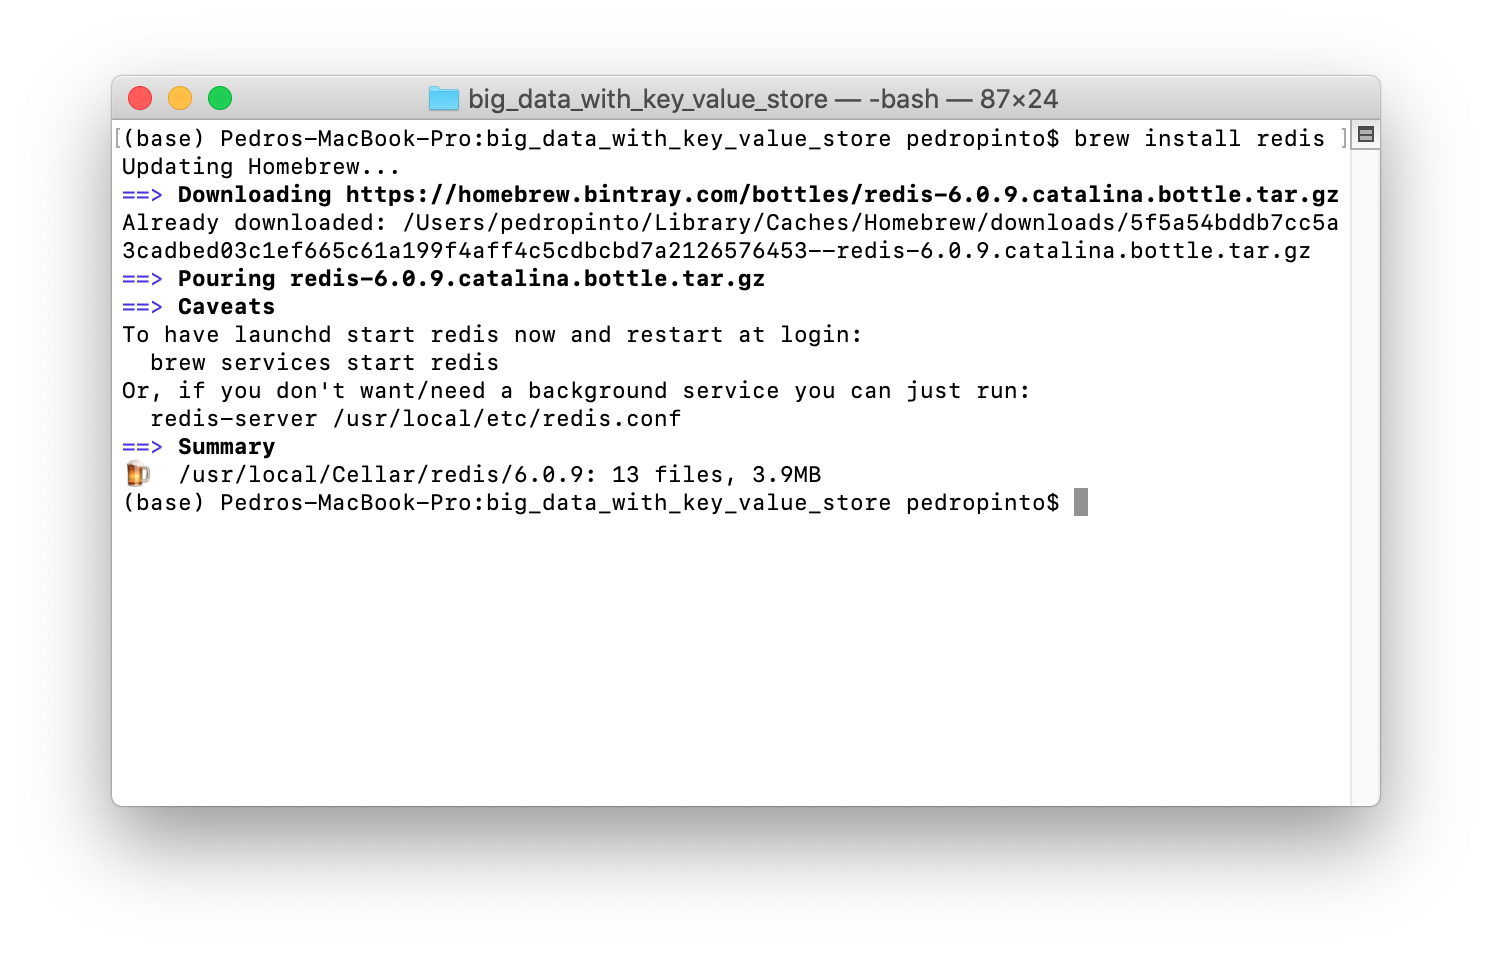 big_data_with_key_value_store — -bash — 87×24
[(base) Pedros-MacBook-Pro:big_data_with_key_value_store pedropinto$ brew install redis ]
Updating Homebrew...
==> Downloading https://homebrew.bintray.com/bottles/redis-6.0.9.catalina.bottle.tar.gz
Already downloaded: /Users/pedropinto/Library/Caches/Homebrew/downloads/5f5a54bddb7cc5a
3cadbed03c1ef665c61a199f4aff4c5cdbcbd7a2126576453--redis-6.0.9.catalina.bottle.tar.gz
==> Pouring redis-6.0.9.catalina.bottle.tar.gz
==> Caveats
To have launchd start redis now and restart at login:
  brew services start redis
Or, if you don't want/need a background service you can just run:
  redis-server /usr/local/etc/redis.conf
==> Summary
🍺  /usr/local/Cellar/redis/6.0.9: 13 files, 3.9MB
(base) Pedros-MacBook-Pro:big_data_with_key_value_store pedropinto$